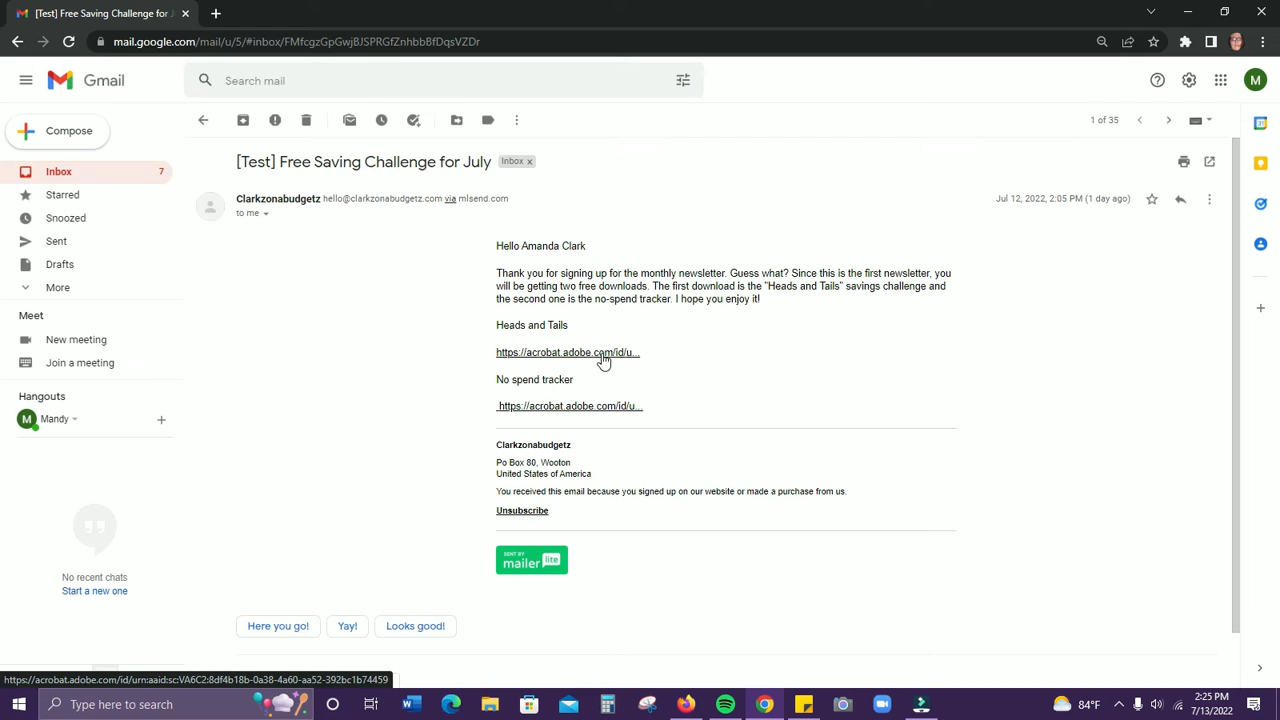 [Test] Free Saving Challenge for J
mail.google.com/mail/u/5/#inbox/FMfcgzGpGwjBJSPRGfZnhbbBfDqsVZDr
Gmail
Search mail
M
Compose
1 of 35
Inbox 7
[Test] Free Saving Challenge for July Inbox x
Starred
Clarkzonabudgetz hello@clarkzonabudgetz.com via mlsend.com Jul 12, 2022, 2:05 PM (1 day ago)
to me
Snoozed
Sent
Drafts
More
Meet
New meeting
Join a meeting
Hangouts
M Mandy
No recent chats
Start a new one
Hello Amanda Clark
Thank you for signing up for the monthly newsletter. Guess what? Since this is the first newsletter, you
will be getting two free downloads. The first download is the "Heads and Tails" savings challenge and
the second one is the no-spend tracker. I hope you enjoy it!
Heads and Tails
https://acrobat.adobe.com/id/u...
No spend tracker
https://acrobat.adobe.com/id/u...
Clarkzonabudgetz
Po Box 80, Wooton
United States of America
You received this email because you signed up on our website or made a purchase from us.
Unsubscribe
SENT BY
mailer lite
Here you go! Yay! Looks good!
https://acrobat.adobe.com/id/urn:aaid:sc:VA6C2:8df4b18b-0a38-4a60-aa52-392bc1b74459
Type here to search
84°F
2:25 PM
7/13/2022